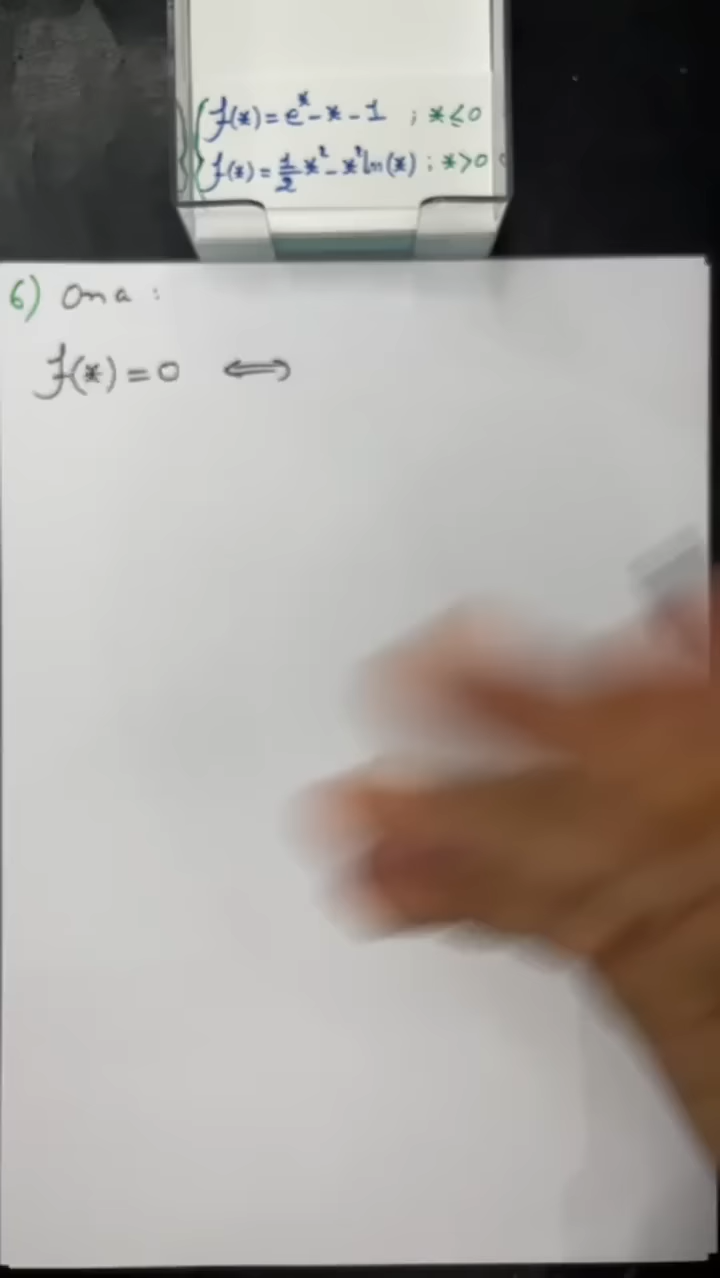 f(x) = e^x - x - 1 ; x ≤ 0
f(x) = 1/2 x² - x² ln(x) ; x > 0
6) On a :
f(x) = 0 ⟺